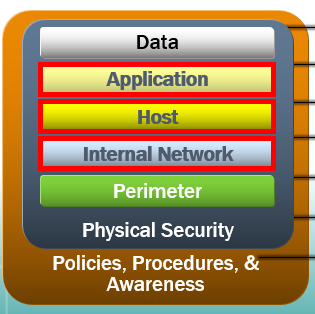 Data
Application
Host
Internal Network
Perimeter
Physical Security
Policies, Procedures, &
Awareness